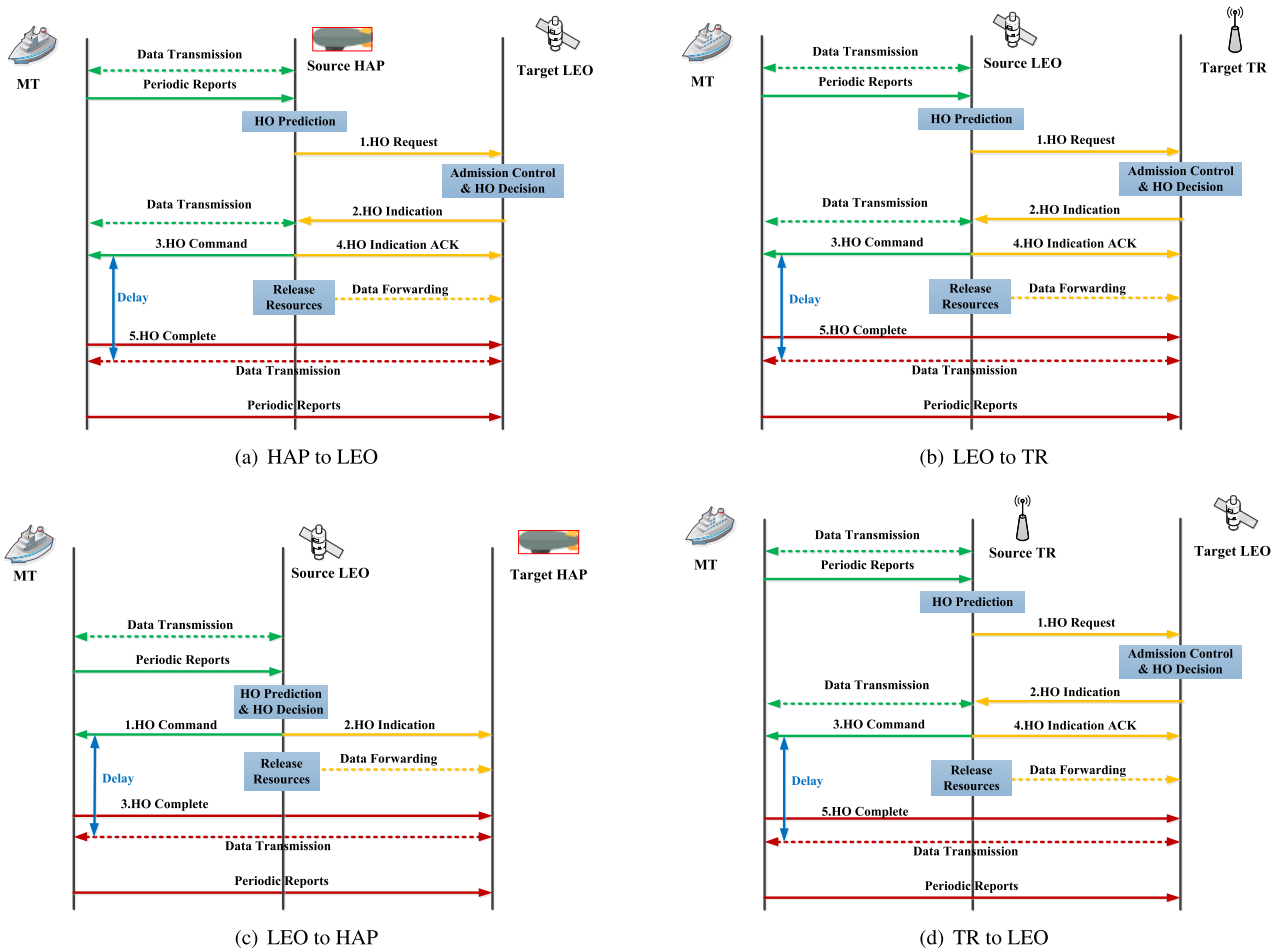 MT
Source HAP
Target LEO
Data Transmission
Periodic Reports
HO Prediction
1.HO Request
Admission Control
& HO Decision
Data Transmission
2.HO Indication
3.HO Command
4.HO Indication ACK
Delay
Release
Resources
Data Forwarding
5.HO Complete
Data Transmission
Periodic Reports
(a) HAP to LEO
MT
Source LEO
Target TR
Data Transmission
Periodic Reports
HO Prediction
1.HO Request
Admission Control
& HO Decision
Data Transmission
2.HO Indication
3.HO Command
4.HO Indication ACK
Delay
Release
Resources
Data Forwarding
5.HO Complete
Data Transmission
Periodic Reports
(b) LEO to TR
MT
Source LEO
Target HAP
Data Transmission
Periodic Reports
HO Prediction
& HO Decision
1.HO Command
2.HO Indication
Delay
Release
Resources
Data Forwarding
3.HO Complete
Data Transmission
Periodic Reports
(c) LEO to HAP
MT
Source TR
Target LEO
Data Transmission
Periodic Reports
HO Prediction
1.HO Request
Admission Control
& HO Decision
Data Transmission
2.HO Indication
3.HO Command
4.HO Indication ACK
Delay
Release
Resources
Data Forwarding
5.HO Complete
Data Transmission
Periodic Reports
(d) TR to LEO